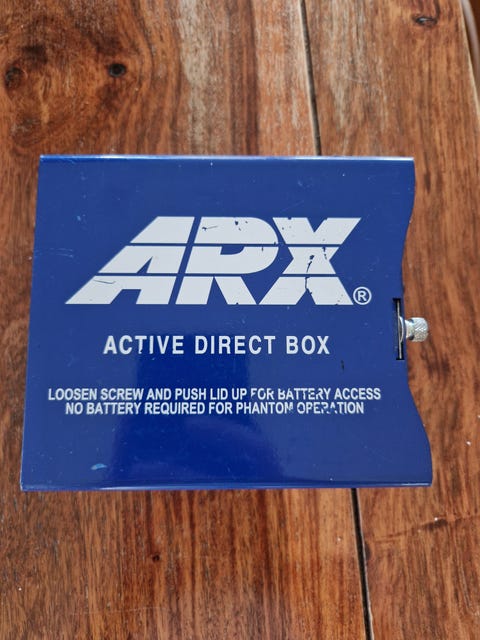 ARX®
ACTIVE DIRECT BOX
LOOSEN SCREW AND PUSH LID UP FOR BATTERY ACCESS
NO BATTERY REQUIRED FOR PHANTOM OPERATION